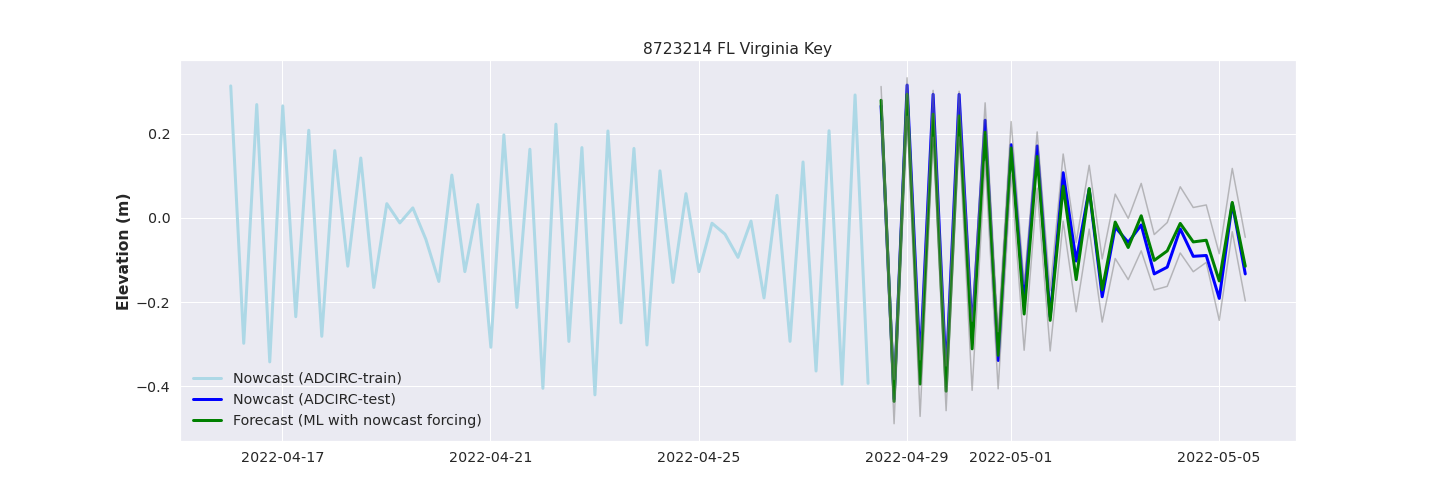 8723214 FL Virginia Key
Elevation (m)
0.2
0.0
−0.2
−0.4
Nowcast (ADCIRC-train)
Nowcast (ADCIRC-test)
Forecast (ML with nowcast forcing)
2022-04-17 2022-04-21 2022-04-25 2022-04-29 2022-05-01 2022-05-05